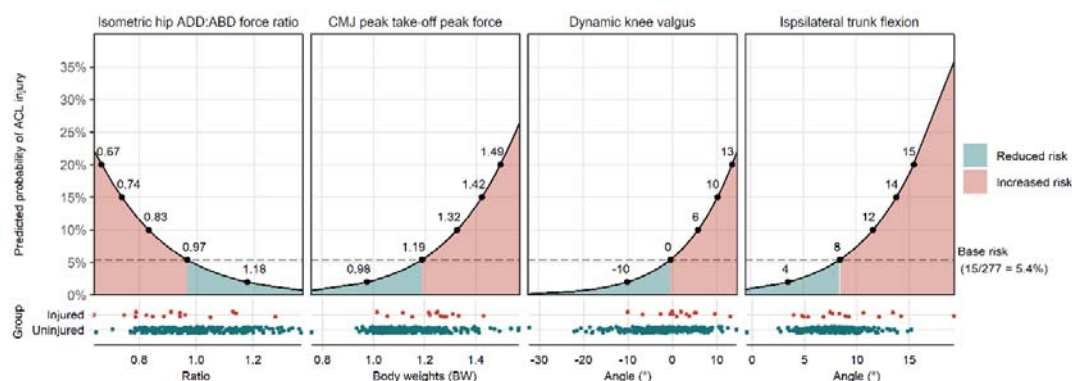 Isometric hip ADD:ABD force ratio
CMJ peak take-off peak force
Dynamic knee valgus
Ispsilateral trunk flexion
Predicted probability of ACL injury
35%
30%
25%
20%
15%
10%
5%
0%
0.67
0.74
0.83
0.97
1.18
1.49
1.42
1.32
1.19
0.98
13
10
6
0
-10
15
14
12
8
4
Reduced risk
Increased risk
Base risk
(15/277 = 5.4%)
Group
Injured
Uninjured
0.8 1.0 1.2
0.8 1.0 1.2 1.4
-30 -20 -10 0 10
0 5 10 15
Ratio
Body weights (BW)
Angle (°)
Angle (°)